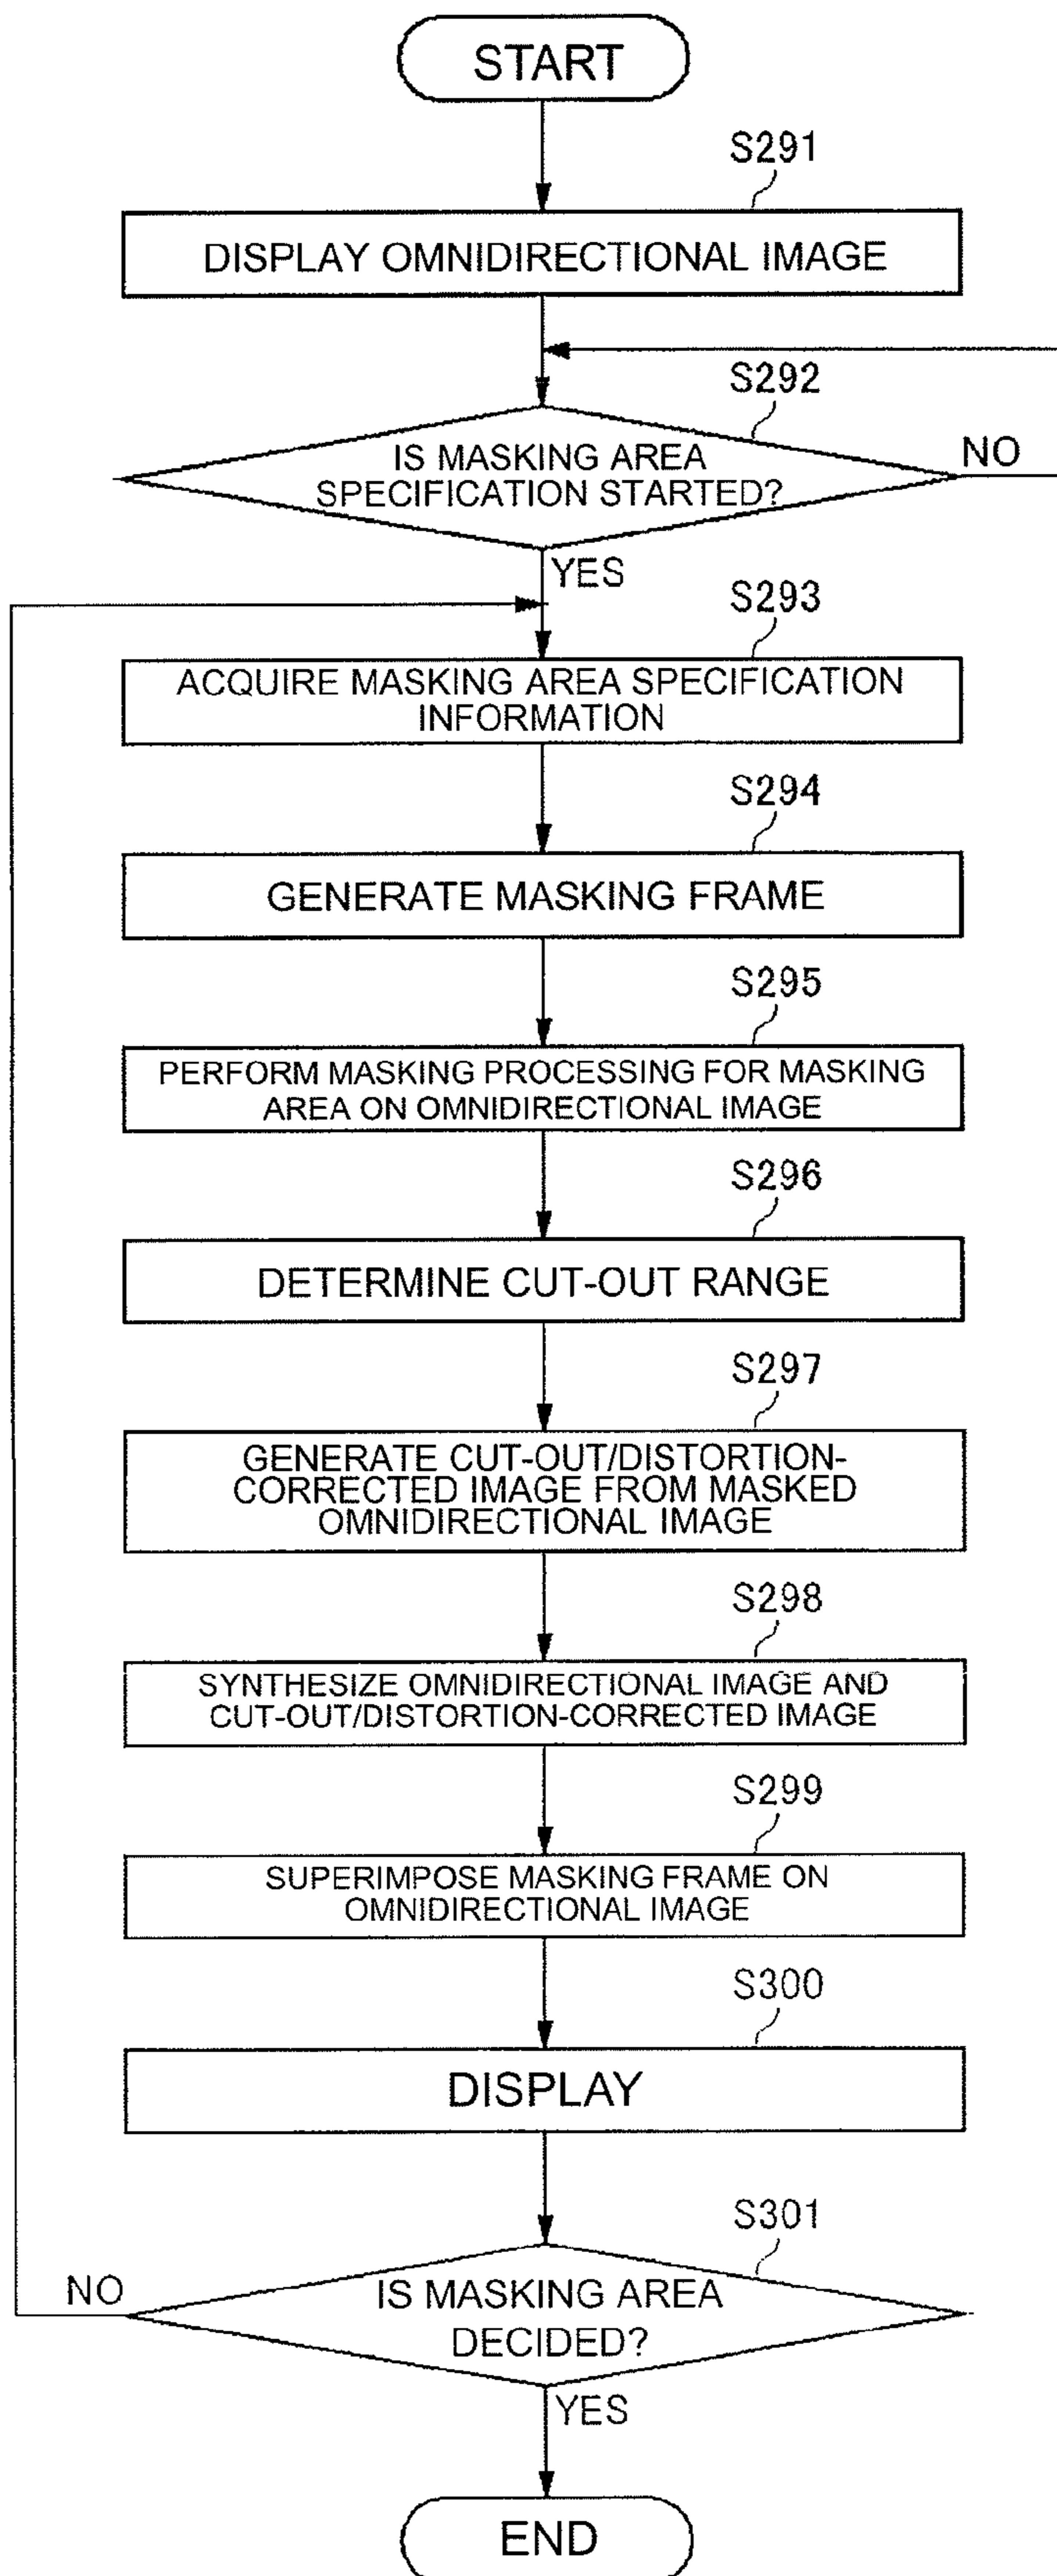 START
S291
DISPLAY OMNIDIRECTIONAL IMAGE
S292
IS MASKING AREA
SPECIFICATION STARTED?
NO
YES
S293
ACQUIRE MASKING AREA SPECIFICATION
INFORMATION
S294
GENERATE MASKING FRAME
S295
PERFORM MASKING PROCESSING FOR MASKING
AREA ON OMNIDIRECTIONAL IMAGE
S296
DETERMINE CUT-OUT RANGE
S297
GENERATE CUT-OUT/DISTORTION-
CORRECTED IMAGE FROM MASKED
OMNIDIRECTIONAL IMAGE
S298
SYNTHESIZE OMNIDIRECTIONAL IMAGE AND
CUT-OUT/DISTORTION-CORRECTED IMAGE
S299
SUPERIMPOSE MASKING FRAME ON
OMNIDIRECTIONAL IMAGE
S300
DISPLAY
S301
NO
IS MASKING AREA
DECIDED?
YES
END